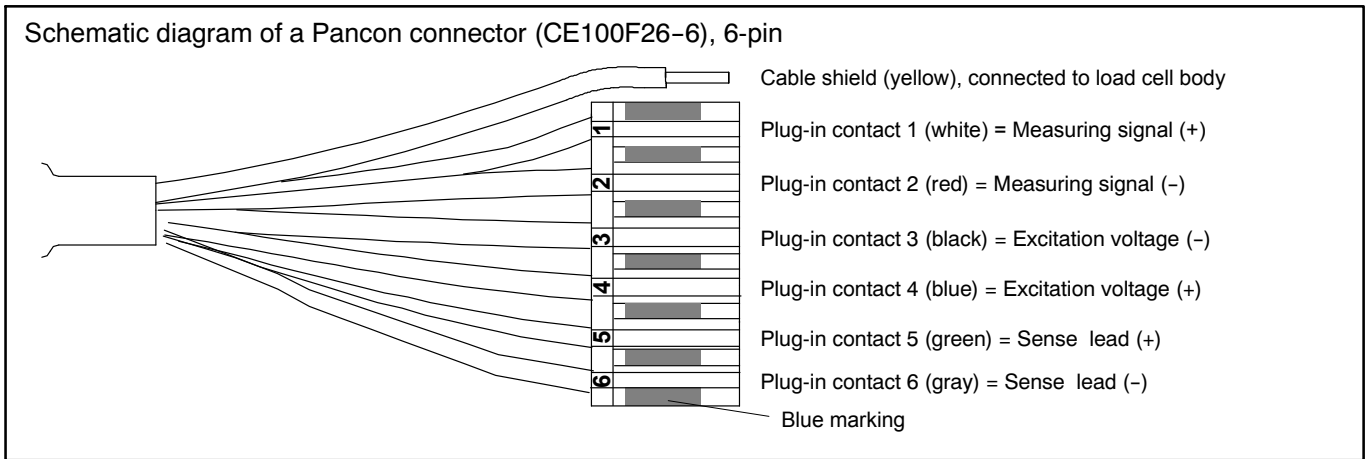 Schematic diagram of a Pancon connector (CE100F26-6), 6-pin
Cable shield (yellow), connected to load cell body
1
Plug-in contact 1 (white) = Measuring signal (+)
2
Plug-in contact 2 (red) = Measuring signal (-)
3
Plug-in contact 3 (black) = Excitation voltage (-)
4
Plug-in contact 4 (blue) = Excitation voltage (+)
5
Plug-in contact 5 (green) = Sense lead (+)
6
Plug-in contact 6 (gray) = Sense lead (-)
Blue marking